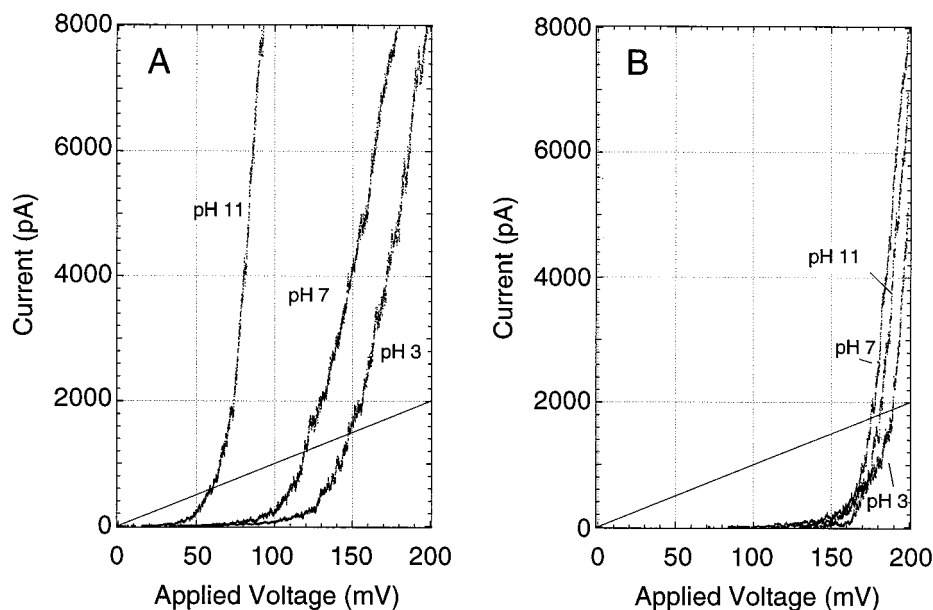 A
8000
6000
4000
2000
0
Current (pA)
pH 11
pH 7
pH 3
0 50 100 150 200
Applied Voltage (mV)
B
8000
6000
4000
2000
0
Current (pA)
pH 11
pH 7
pH 3
0 50 100 150 200
Applied Voltage (mV)